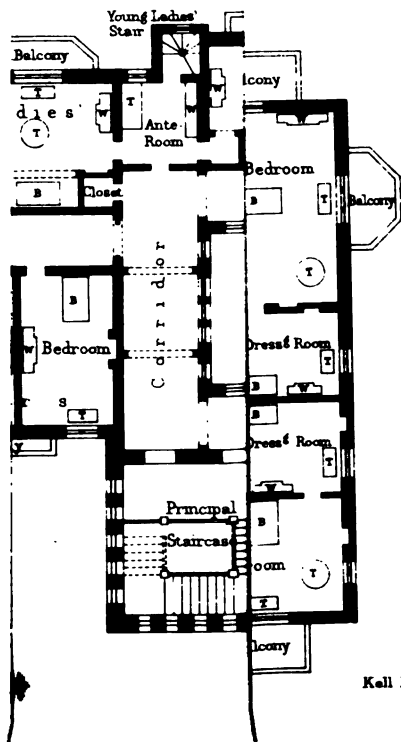 Young Ladies'
Stair
Balcony
lcony
T
T
W
W
W
W
dies'
T
Ante
Room
Bedroom
B
Closet
B
T
Balcony
T
Corridor
B
W
Bedroom
Dress.g Room
T
B
W
r s
T
B
Dress.g Room
T
y
W
Principal
Staircase
B
oom
T
T
lcony
Kell